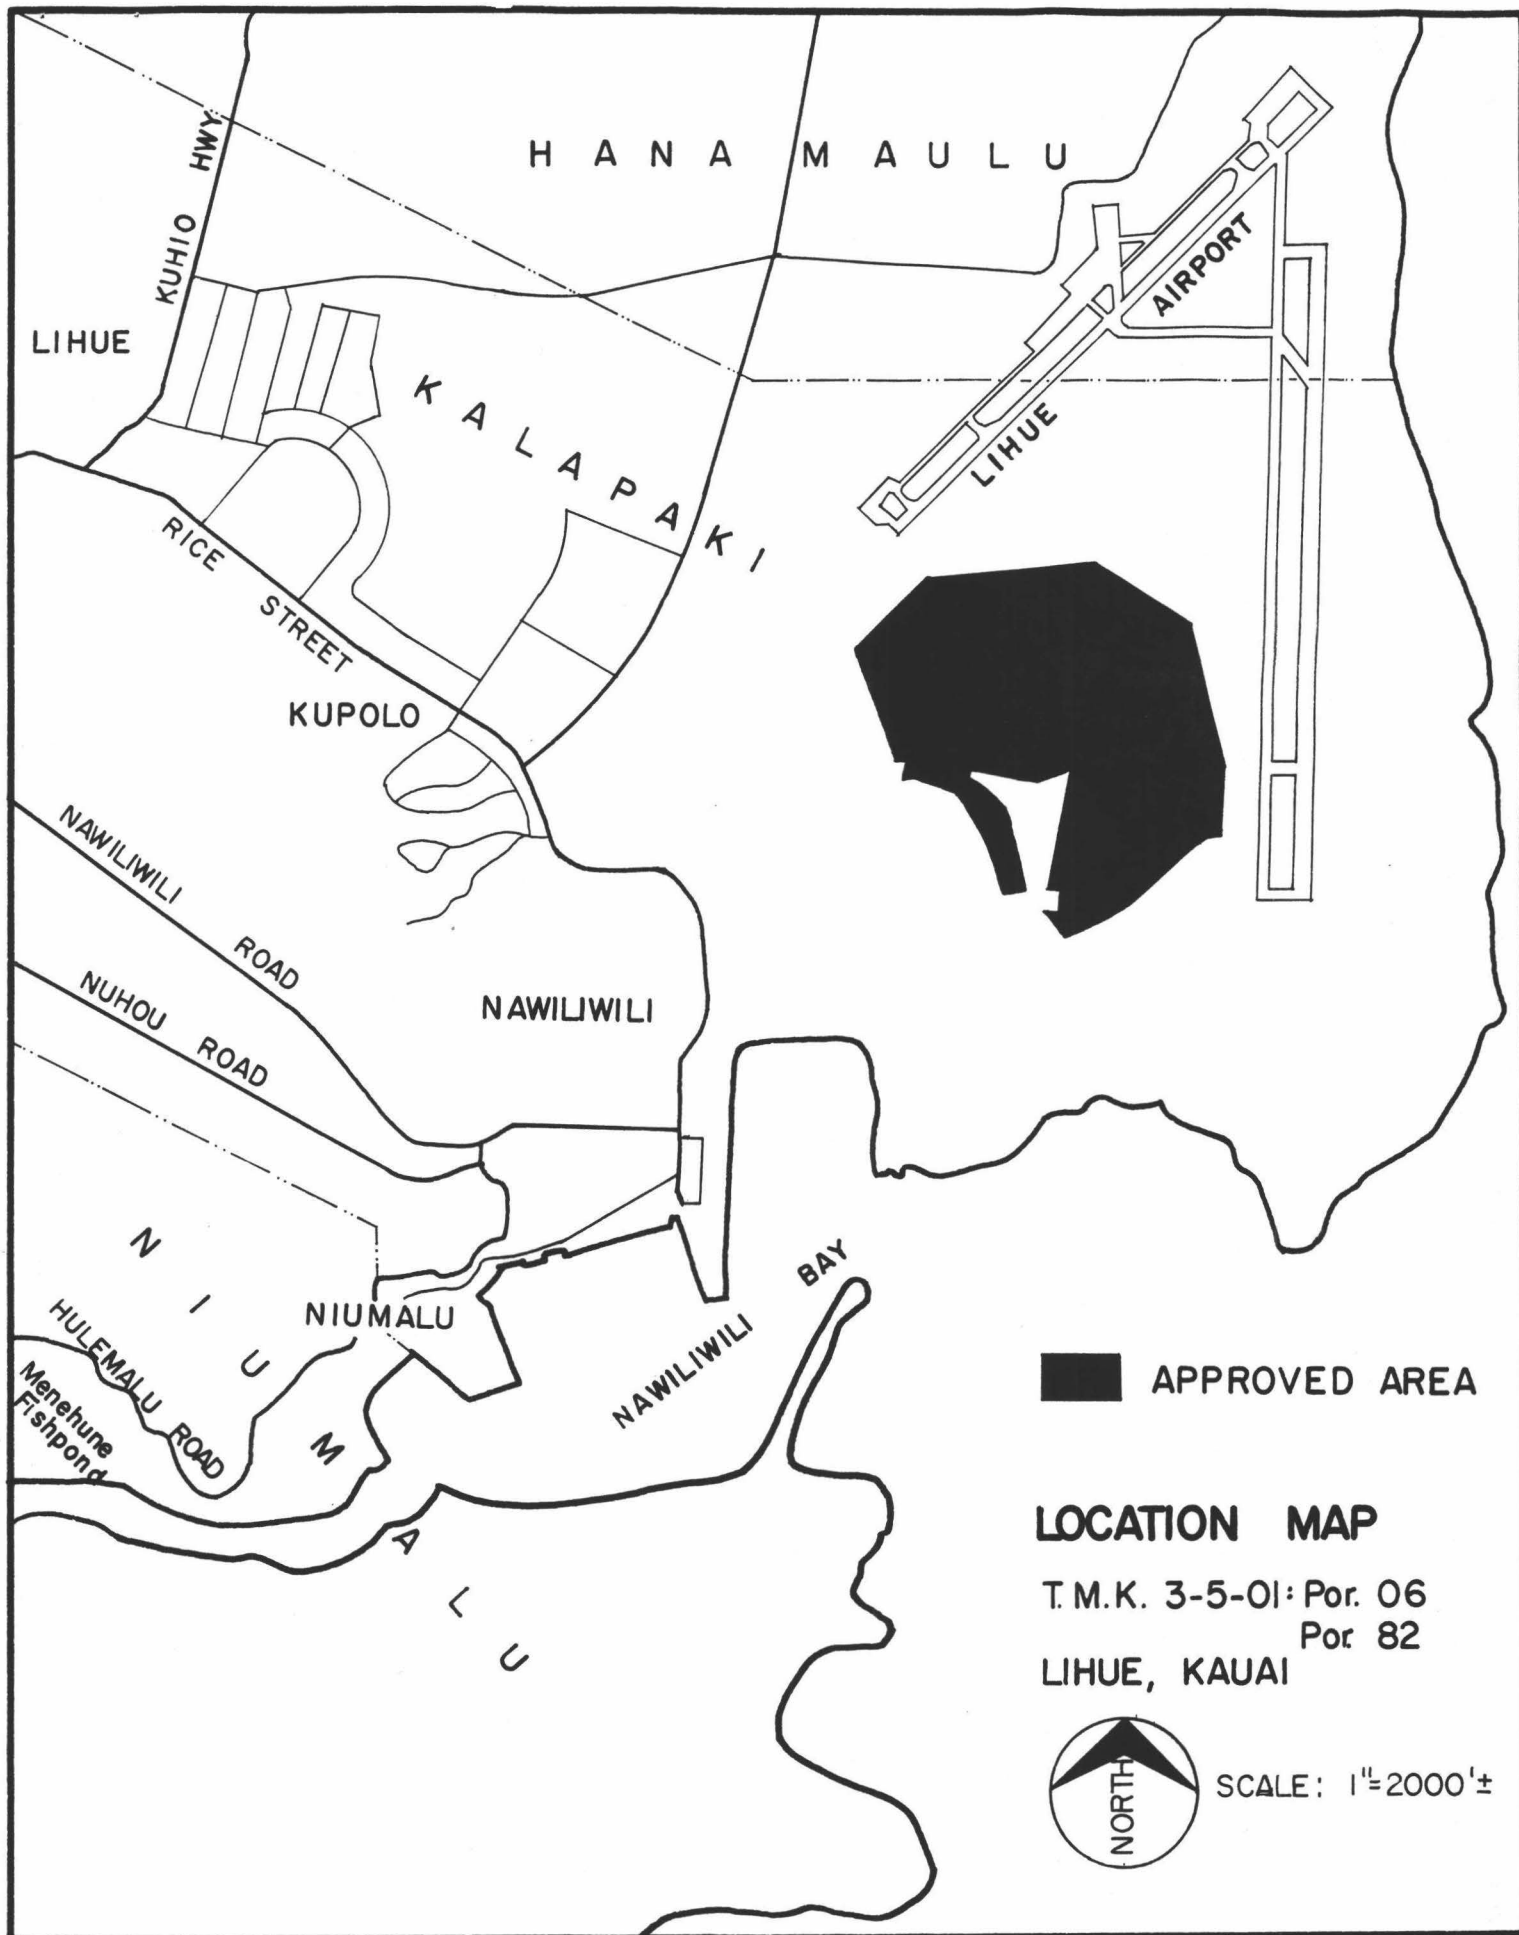 HANAMAULU
KUHIO HWY
LIHUE
LIHUE AIRPORT
KALAPAKI
RICE STREET
KUPOLO
NAWILIWILI ROAD
NUHOU ROAD
NAWILIWILI
NIUMALU
NIUMALU
HULEMALU ROAD
Menehune
Fishpond
NAWILIWILI BAY
APPROVED AREA
LOCATION MAP
T.M.K. 3-5-01: Por. 06
Por. 82
LIHUE, KAUAI
NORTH
SCALE: 1"=2000'±